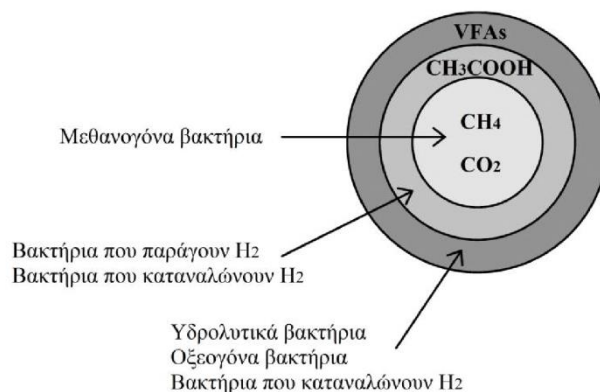 VFAs
CH3COOH
CH4
Μεθανογόνα βακτήρια
CO2
Βακτήρια που παράγουν H2
Βακτήρια που καταναλώνουν H2
Υδρολυτικά βακτήρια
Οξεογόνα βακτήρια
Βακτήρια που καταναλώνουν H2